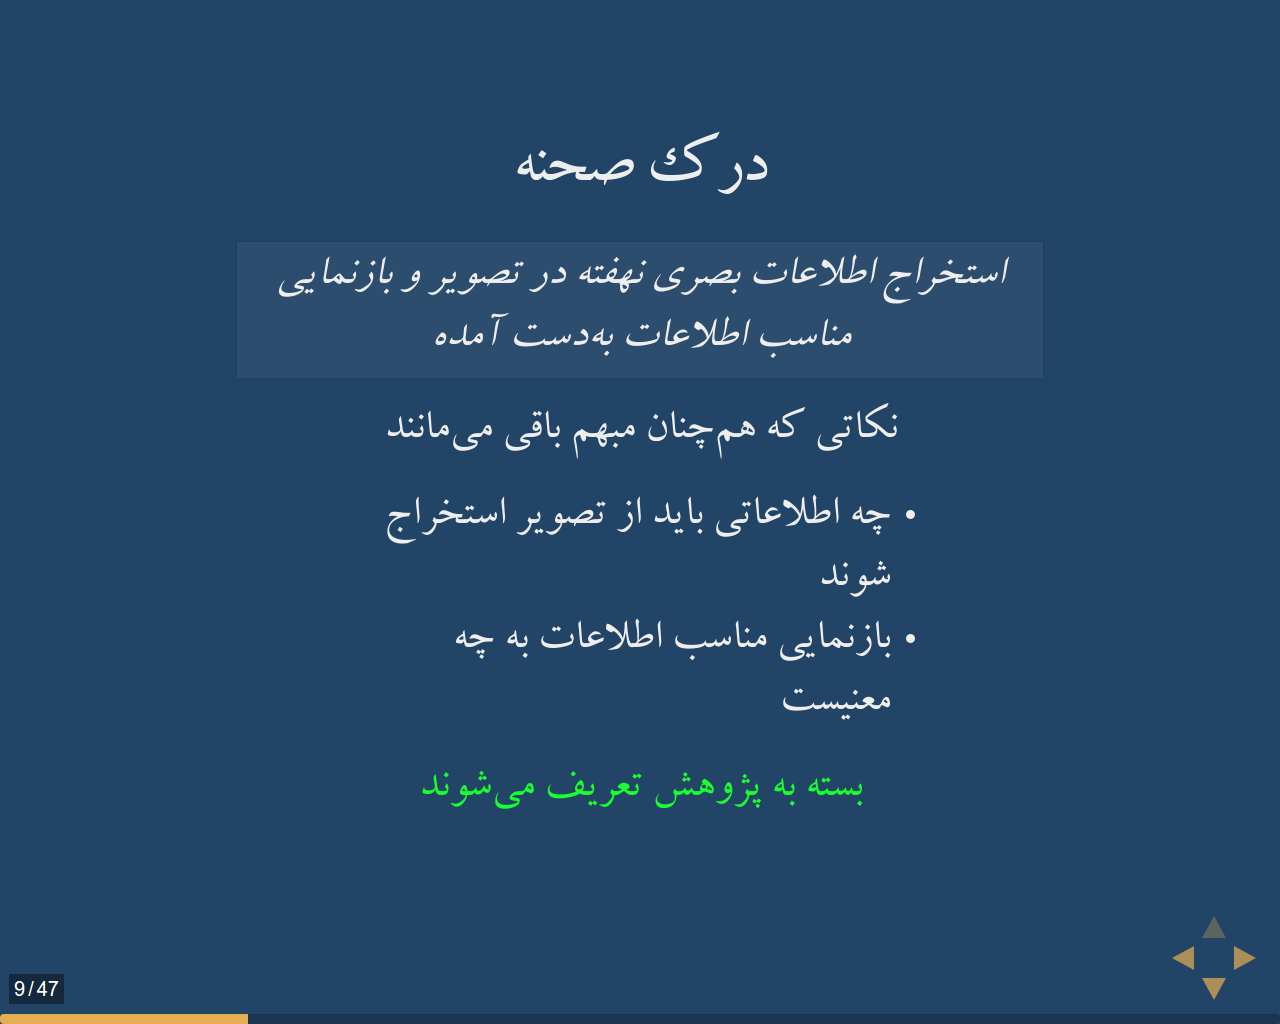 درك صحنه
استخراج اطلاعات بصری نهفته در تصویر و بازنمایی
مناسب اطلاعات به‌دست آمده
نکاتی که هم‌چنان مبهم باقی می‌مانند
• چه اطلاعاتی باید از تصویر استخراج
شوند
• بازنمایی مناسب اطلاعات به چه
معنیست
بسته به پژوهش تعریف می‌شوند
9/47